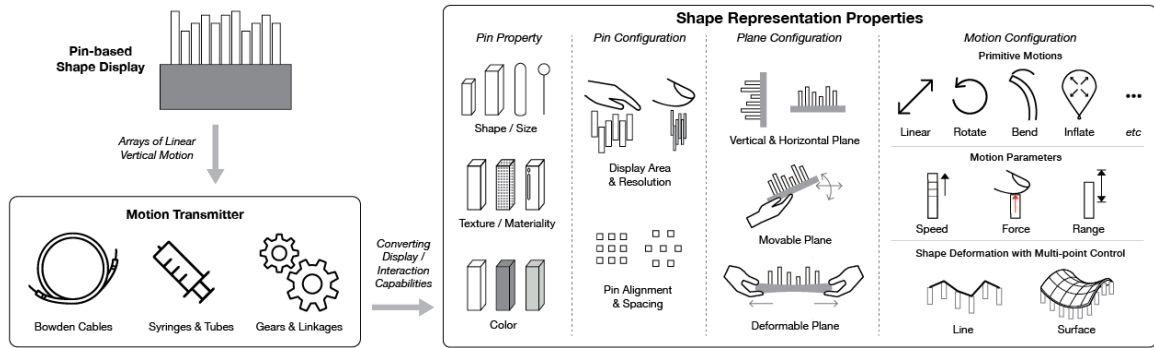 Pin-based
Shape Display
Arrays of Linear
Vertical Motion
Motion Transmitter
Bowden Cables
Syringes & Tubes
Gears & Linkages
Converting
Display /
Interaction
Capabilities
Shape Representation Properties
Pin Property
Shape / Size
Texture / Materiality
Color
Pin Configuration
Display Area
& Resolution
Pin Alignment
& Spacing
Plane Configuration
Vertical & Horizontal Plane
Movable Plane
Deformable Plane
Motion Configuration
Primitive Motions
Linear
Rotate
Bend
Inflate
etc
Motion Parameters
Speed
Force
Range
Shape Deformation with Multi-point Control
Line
Surface